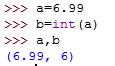 >>> a=6.99
>>> b=int(a)
>>> a,b
(6.99, 6)